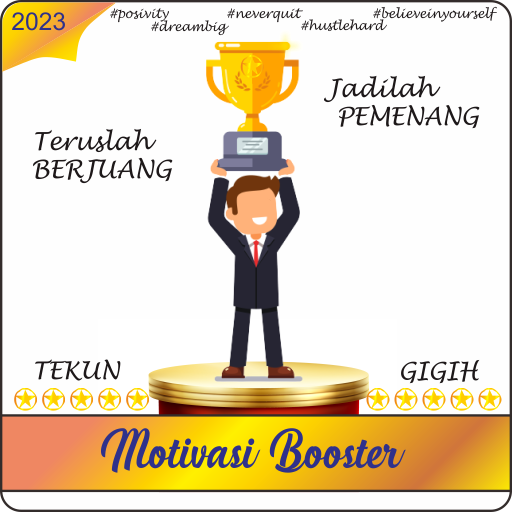 2023
#posivity #neverquit #believeinyourself
#dreambig #hustlehard
Jadilah
PEMENANG
Teruslah
BERJUANG
TEKUN
GIGIH
Motivasi Booster